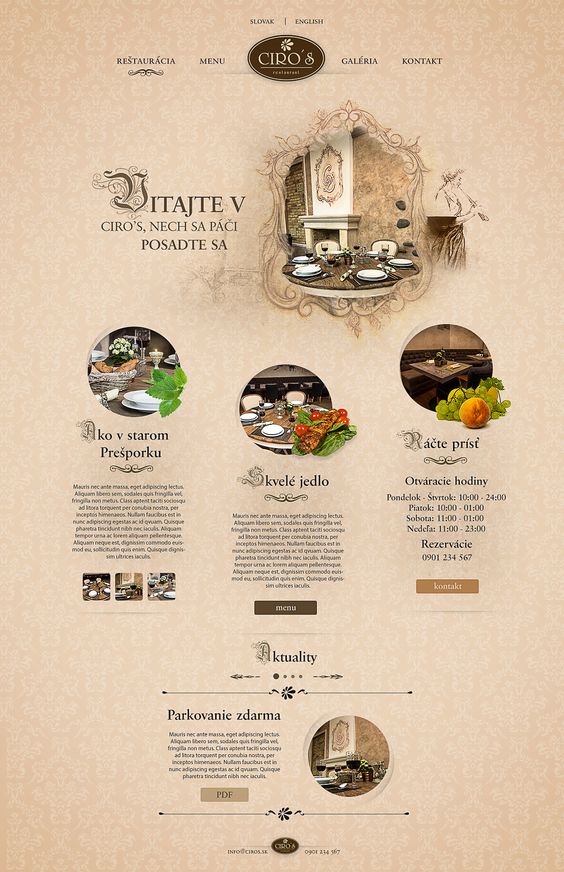 SLOVAK | ENGLISH
REŠTAURÁCIA MENU CIRO´S GALÉRIA KONTAKT
restaurant
VITAJTE V
CIRO'S, NECH SA PÁČI
POSADTE SA
Ako v starom
Prešporku
Mauris nec ante massa, eget adipiscing lectus.
Aliquam libero sem, sodales quis fringilla vel,
fringilla non metus. Class aptent taciti sociosqu
ad litora torquent per conubia nostra, per
inceptos himenaeos. Nullam faucibus est in
nunc adipiscing egestas ac id qvuam. Quisque
pharetra tincidunt nibh nec iaculis. Aliquam
tempor urna ac lorem aliquam dapibus.
Aenean neque est, dignissim commodo euis-
mod eu, sollicitudin quis enim. Quisque dignis-
sim ultrices iaculis.
Skvelé jedlo
Mauris nec ante massa, eget adipiscing lectus.
Aliquam libero sem, sodales quis fringilla vel,
fringilla non metus. Class aptent taciti sociosqu
ad litora torquent per conubia nostra, per
inceptos himenaeos. Nullam faucibus est in
nunc adipiscing egestas ac id qvuam. Quisque
pharetra tincidunt nibh nec iaculis. Aliquam
tempor urna ac lorem aliquam dapibus.
Aenean neque est, dignissim commodo euis-
mod eu, sollicitudin quis enim. Quisque dignis-
sim ultrices iaculis.
menu
Ráčte prísť
Otváracie hodiny
Pondelok - Štvrtok: 10:00 - 24:00
Piatok: 10:00 - 01:00
Sobota: 11:00 - 01:00
Nedeľa: 11:00 - 23:00
Rezervácie
0901 234 567
kontakt
Aktuality
Parkovanie zdarma
Mauris nec ante massa, eget adipiscing lectus.
Aliquam libero sem, sodales quis fringilla vel,
fringilla non metus. Class aptent taciti sociosqu
ad litora torquent per conubia nostra, per
inceptos himenaeos. Nullam faucibus est in
nunc adipiscing egestas ac id qvuam. Quisque
pharetra tincidunt nibh nec iaculis.
PDF
INFO@CIROS.SK CIRO´S 0901 234 567